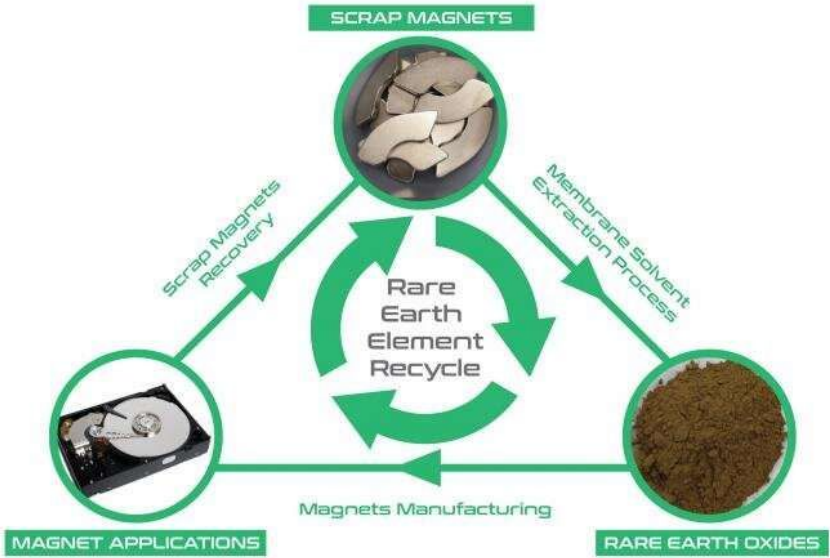 SCRAP MAGNETS
Scrap Magnets
Recovery
Membrane Solvent
Extraction Process
Rare
Earth
Element
Recycle
Magnets Manufacturing
MAGNET APPLICATIONS
RARE EARTH OXIDES